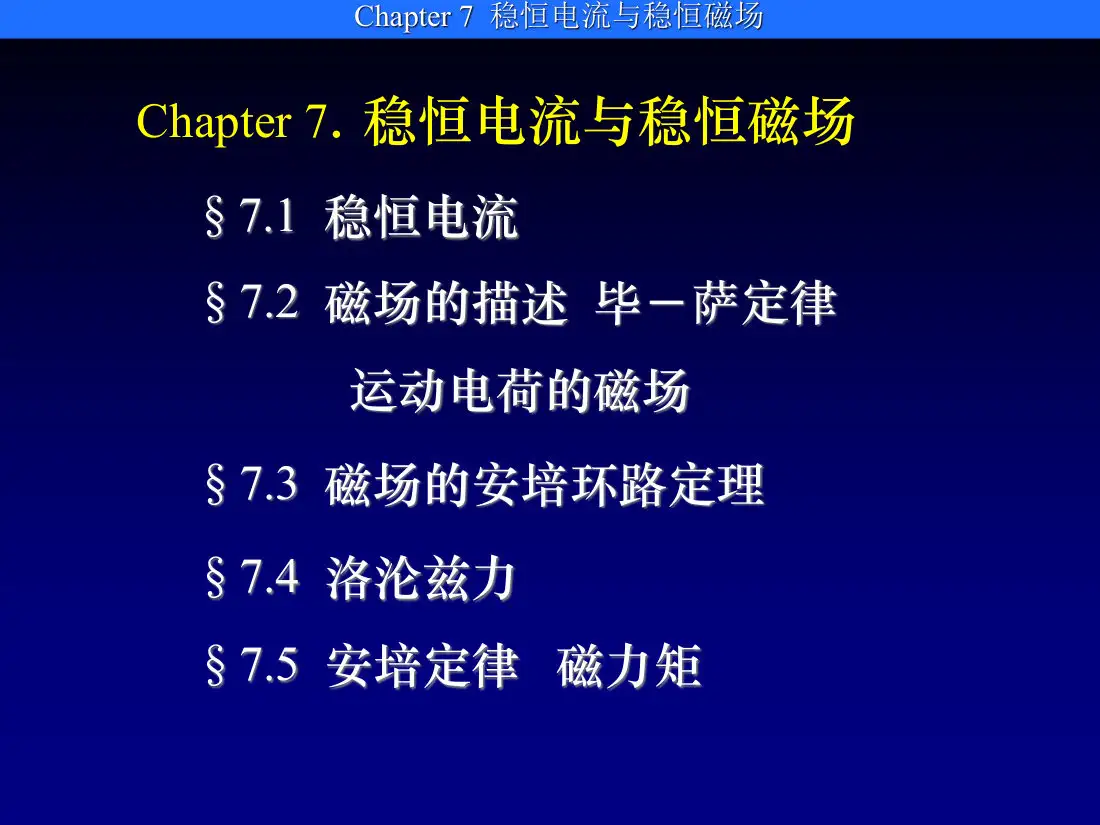 Chapter 7 稳恒电流与稳恒磁场
Chapter 7. 稳恒电流与稳恒磁场
§7.1 稳恒电流
§7.2 磁场的描述 毕－萨定律
运动电荷的磁场
§7.3 磁场的安培环路定理
§7.4 洛沦兹力
§7.5 安培定律 磁力矩